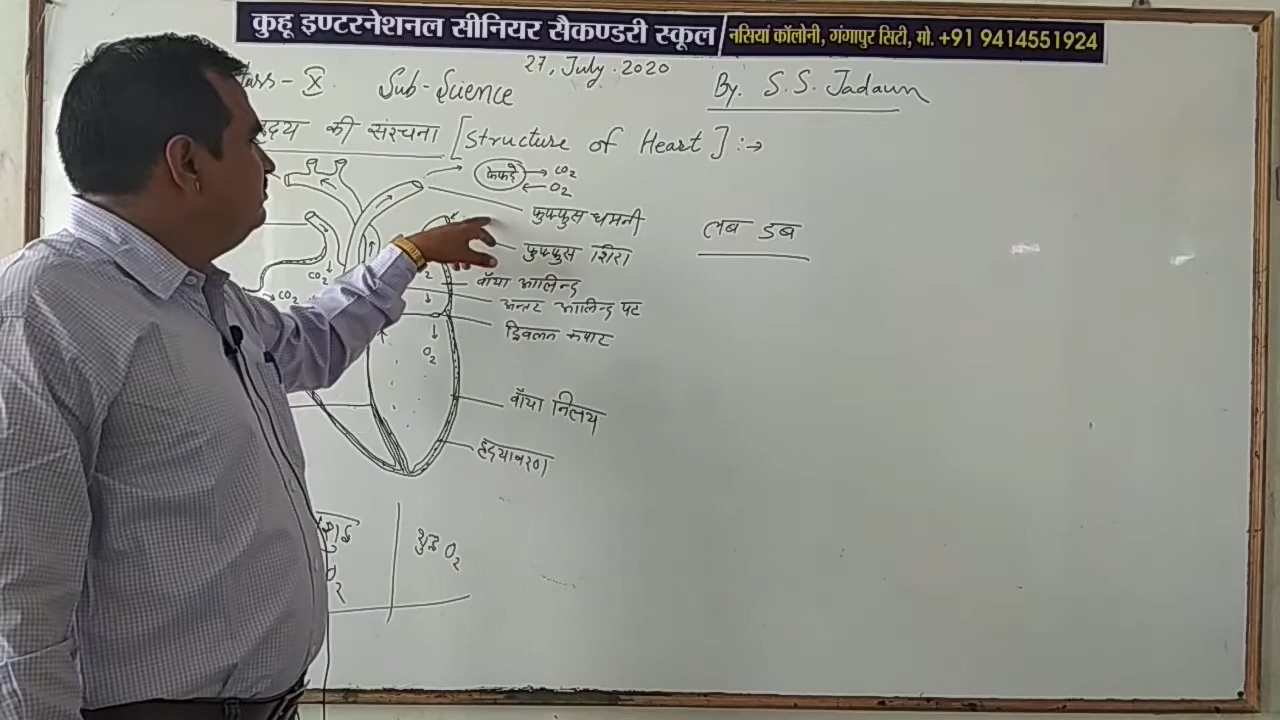 कुहू इण्टरनेशनल सीनियर सैकण्डरी स्कूल
नसियां कॉलोनी, गंगापुर सिटी, मो. +91 9414551924
27, July. 2020
X Sub-Science
By. S. S. Jadaun
की संरचना [Structure of Heart] :→
फेफड़े → CO2
← O2
फुफ्फुस धमनी
लब डब
फुफ्फुस शिरा
CO2
बाँया आलिन्द
CO2
अन्तर आलिन्द पट
द्विवलन कपाट
O2
बाँया निलय
हृदयावरण
शुद्ध O2